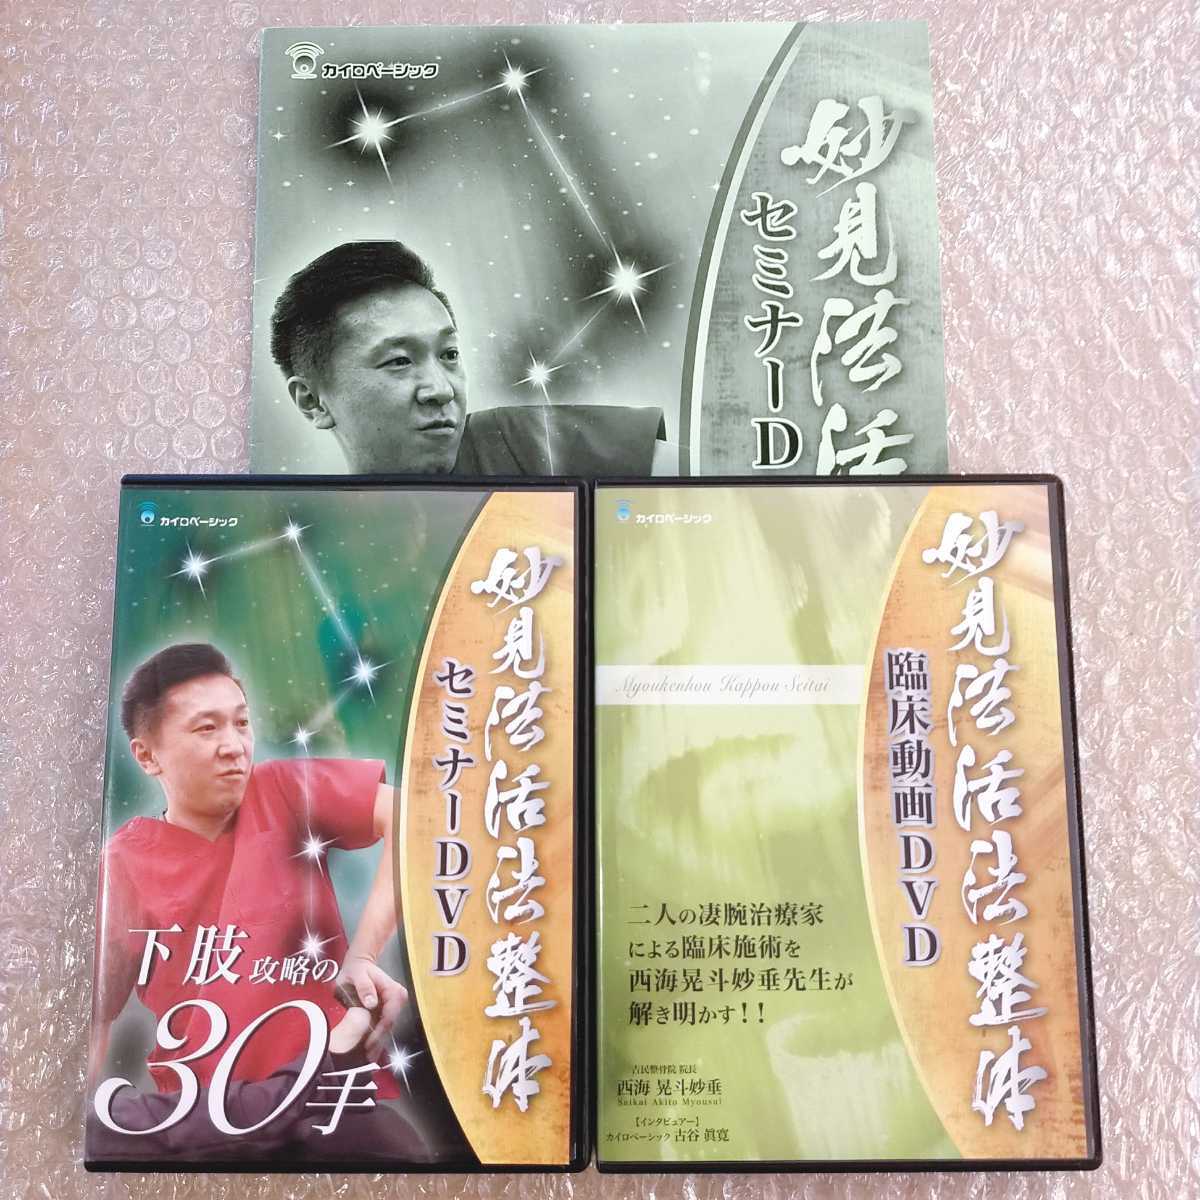 カイロベーシック
妙見法活
セミナーD
カイロベーシック
妙見法活法整体
セミナーDVD
下肢攻略の
30手
カイロベーシック
妙見法活法整体
臨床動画DVD
Myoukenhou Kappou Seitai
二人の凄腕治療家
による臨床施術を
西海晃斗妙垂先生が
解き明かす!!
古民整骨院 院長
西海 晃斗妙垂
Saikai Akito Myousui
【インタビュアー】
カイロベーシック 古谷 眞寛